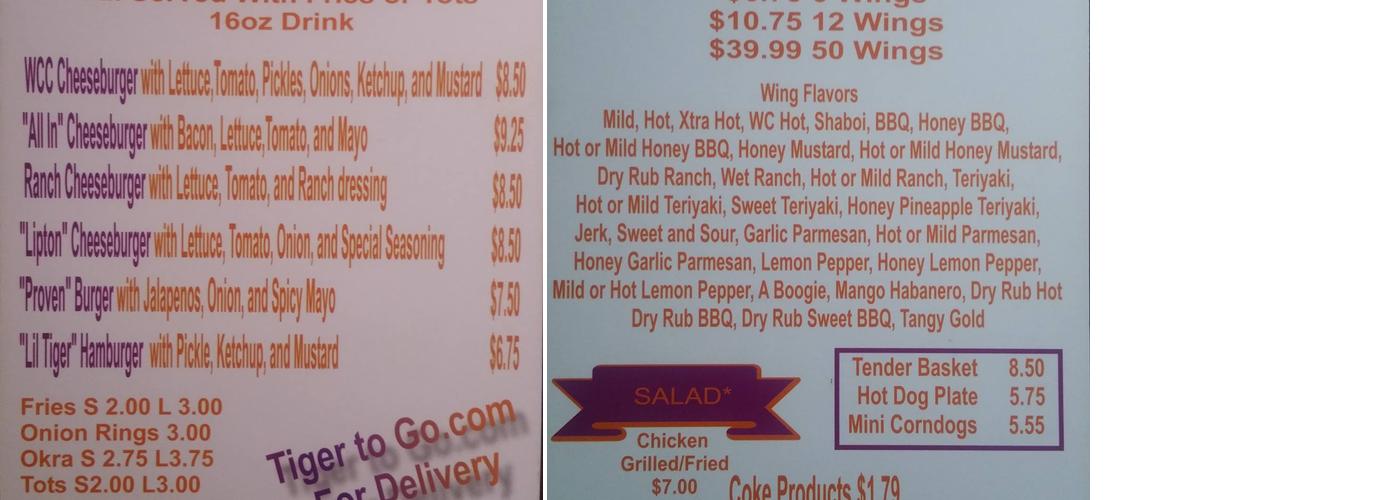 Served With Fries or Tots
16oz Drink
WCC Cheeseburger with Lettuce,Tomato, Pickles, Onions, Ketchup, and Mustard $8.50
"All In" Cheeseburger with Bacon, Lettuce,Tomato, and Mayo $9.25
Ranch Cheeseburger with Lettuce, Tomato, and Ranch dressing $8.50
"Lipton" Cheeseburger with Lettuce, Tomato, Onion, and Special Seasoning $8.50
"Proven" Burger with Jalapenos, Onion, and Spicy Mayo $7.50
"Lil Tiger" Hamburger with Pickle, Ketchup, and Mustard $6.75
Fries S 2.00 L 3.00
Onion Rings 3.00
Okra S 2.75 L3.75
Tots S2.00 L3.00
Tiger to Go.com
For Delivery
Wings
$10.75 12 Wings
$39.99 50 Wings
Wing Flavors
Mild, Hot, Xtra Hot, WC Hot, Shaboi, BBQ, Honey BBQ,
Hot or Mild Honey BBQ, Honey Mustard, Hot or Mild Honey Mustard,
Dry Rub Ranch, Wet Ranch, Hot or Mild Ranch, Teriyaki,
Hot or Mild Teriyaki, Sweet Teriyaki, Honey Pineapple Teriyaki,
Jerk, Sweet and Sour, Garlic Parmesan, Hot or Mild Parmesan,
Honey Garlic Parmesan, Lemon Pepper, Honey Lemon Pepper,
Mild or Hot Lemon Pepper, A Boogie, Mango Habanero, Dry Rub Hot
Dry Rub BBQ, Dry Rub Sweet BBQ, Tangy Gold
SALAD*
Chicken
Grilled/Fried
$7.00
Tender Basket 8.50
Hot Dog Plate 5.75
Mini Corndogs 5.55
Coke Products $1.79